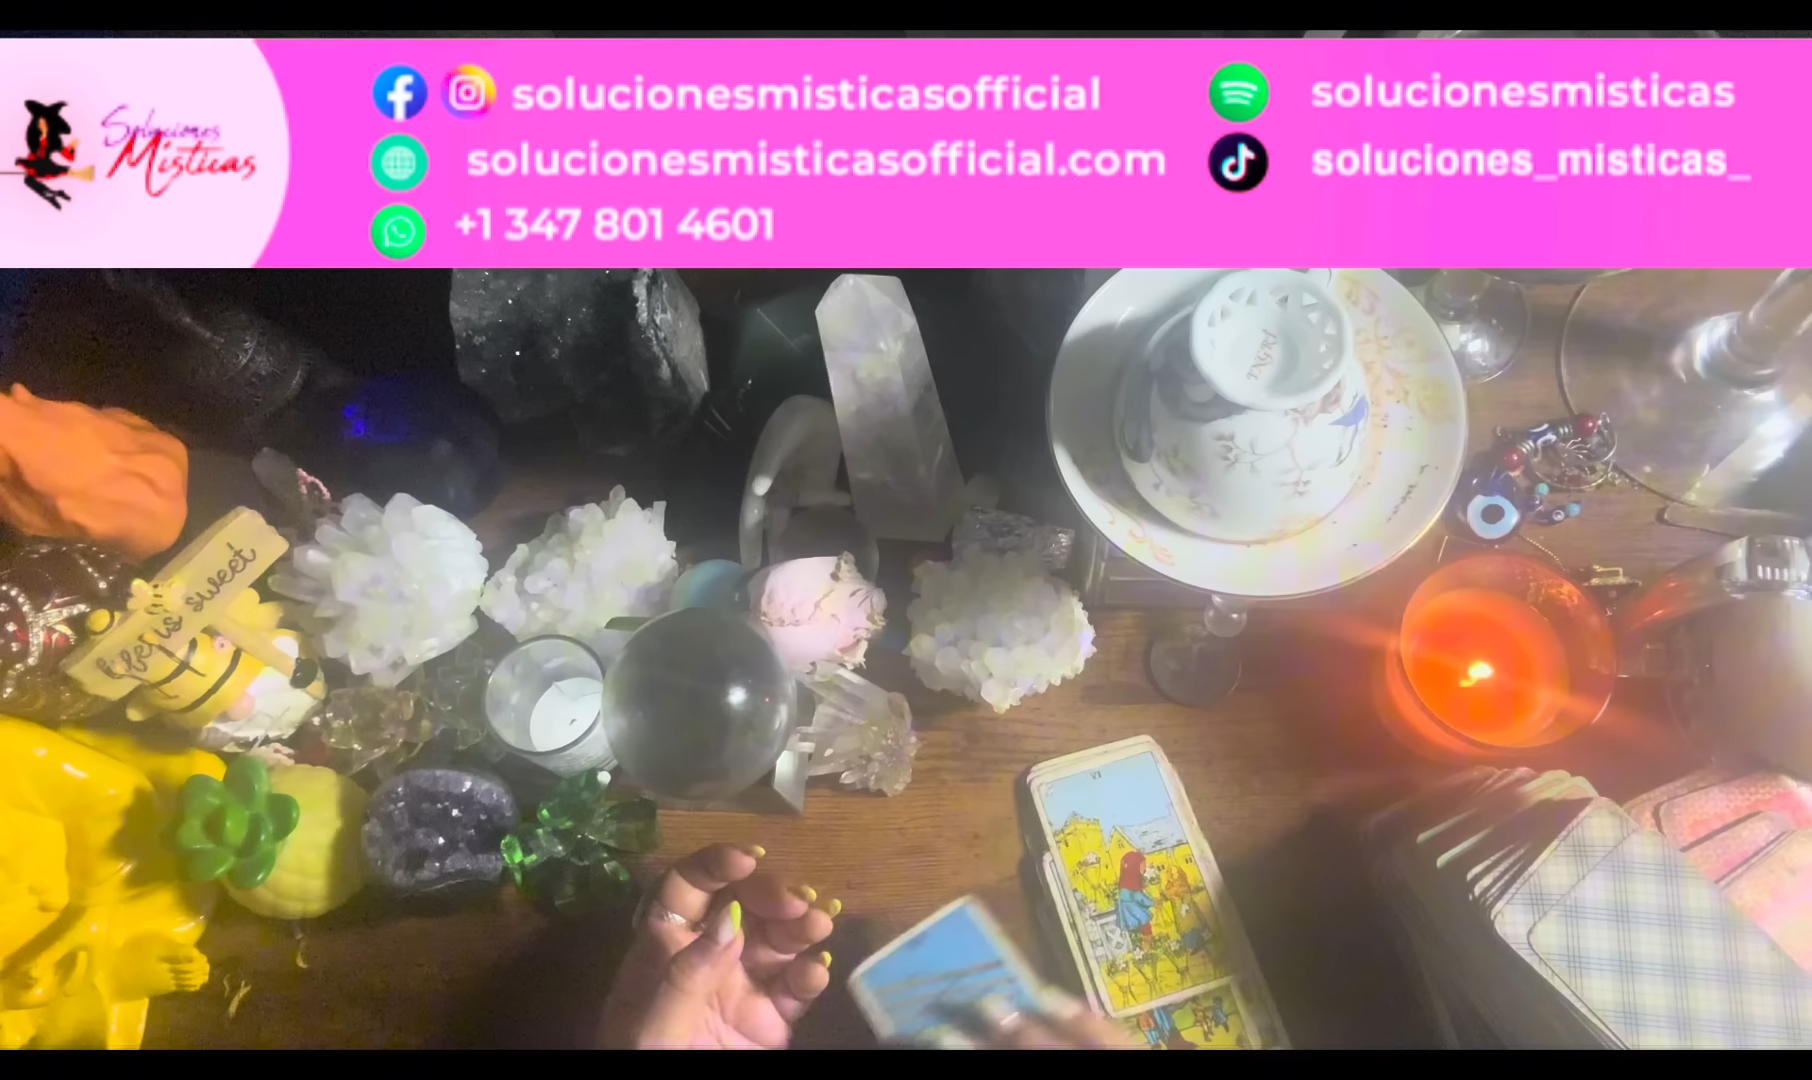 Soluciones
Misticas
solucionesmisticasofficial
solucionesmisticasofficial.com
+1 347 801 4601
solucionesmisticas
soluciones_misticas_
life is sweet
VI